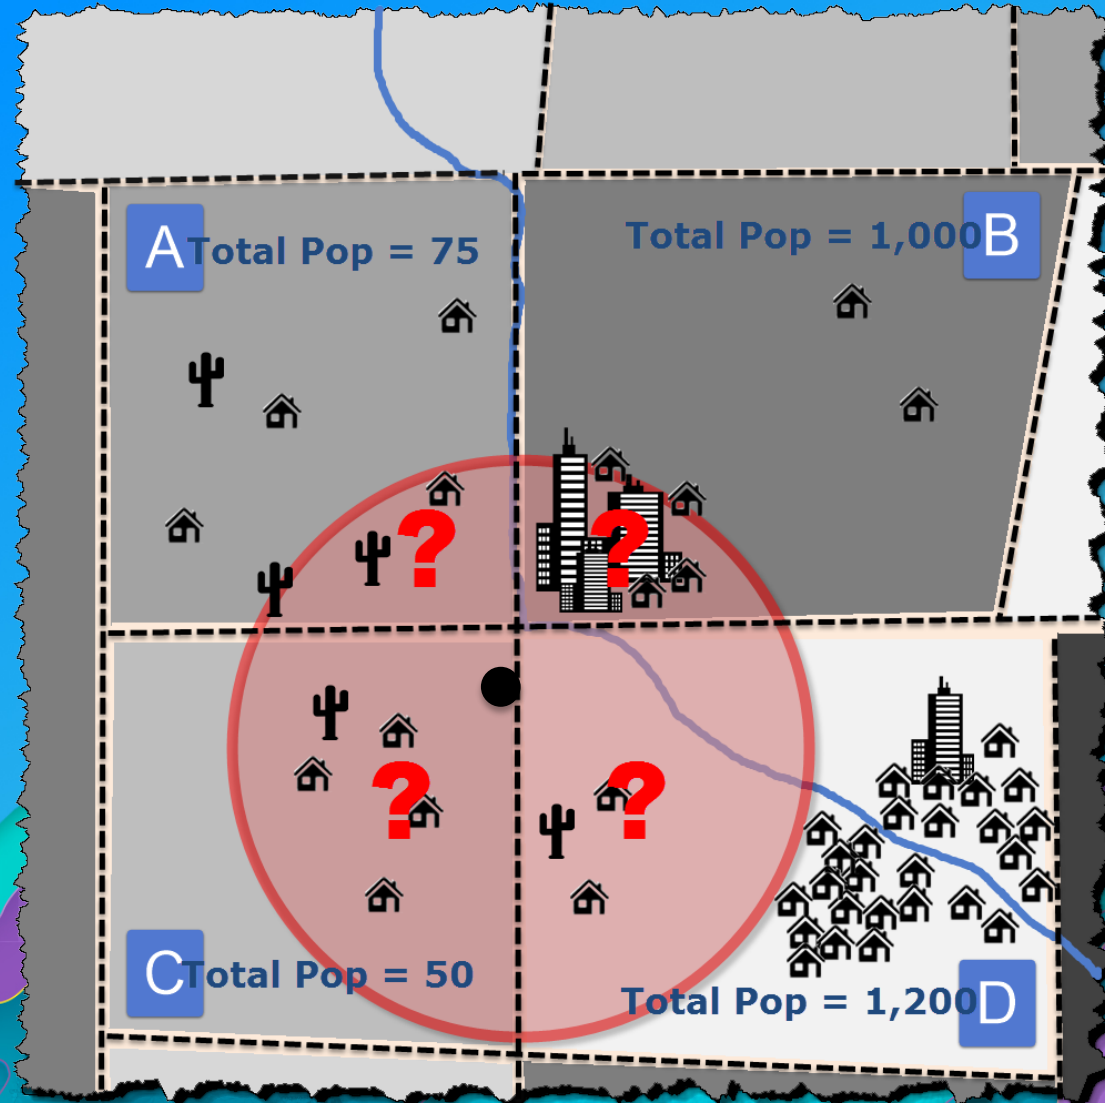 A Total Pop = 75
Total Pop = 1,000 B
?
?
?
?
C Total Pop = 50
Total Pop = 1,200 D